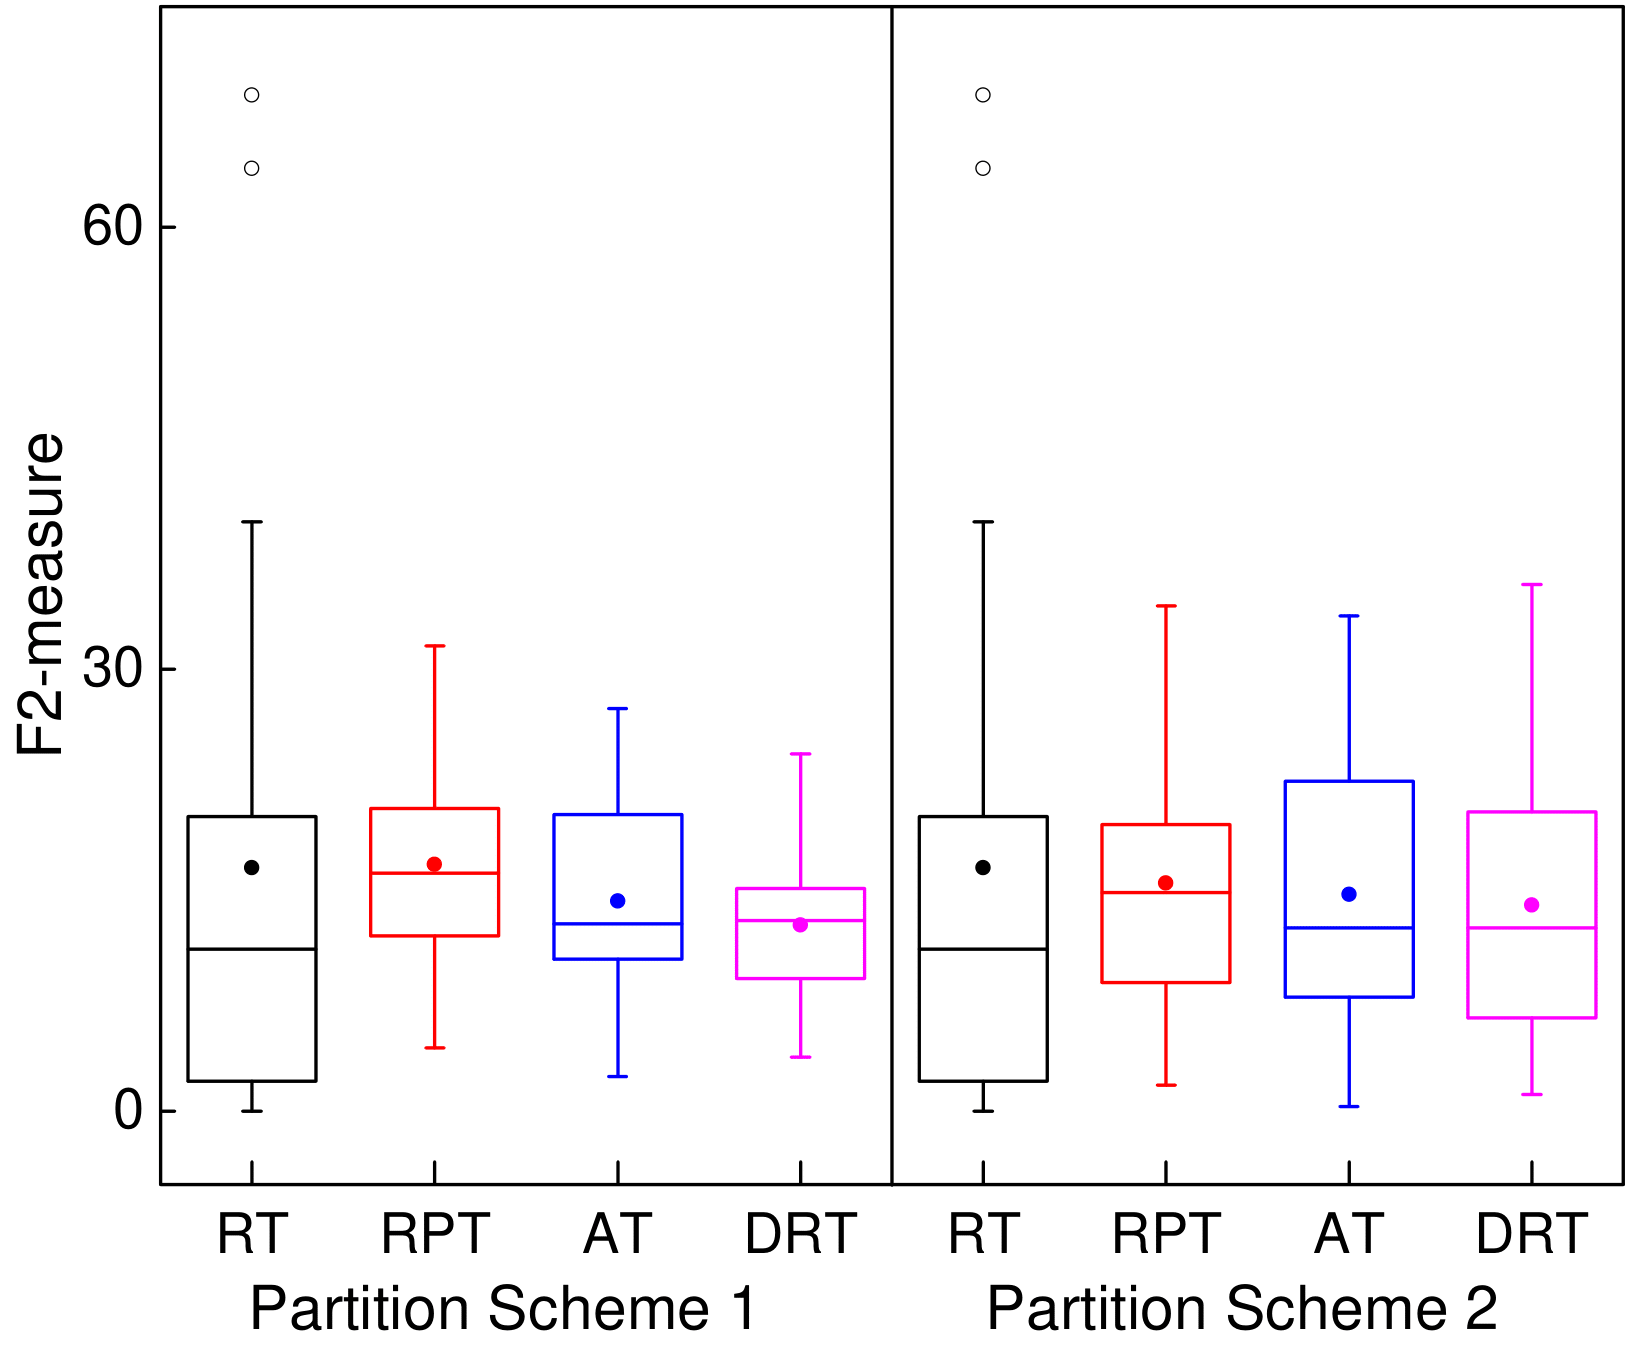 60
30
0
F2-measure
RT RPT AT DRT RT RPT AT DRT
Partition Scheme 1 Partition Scheme 2